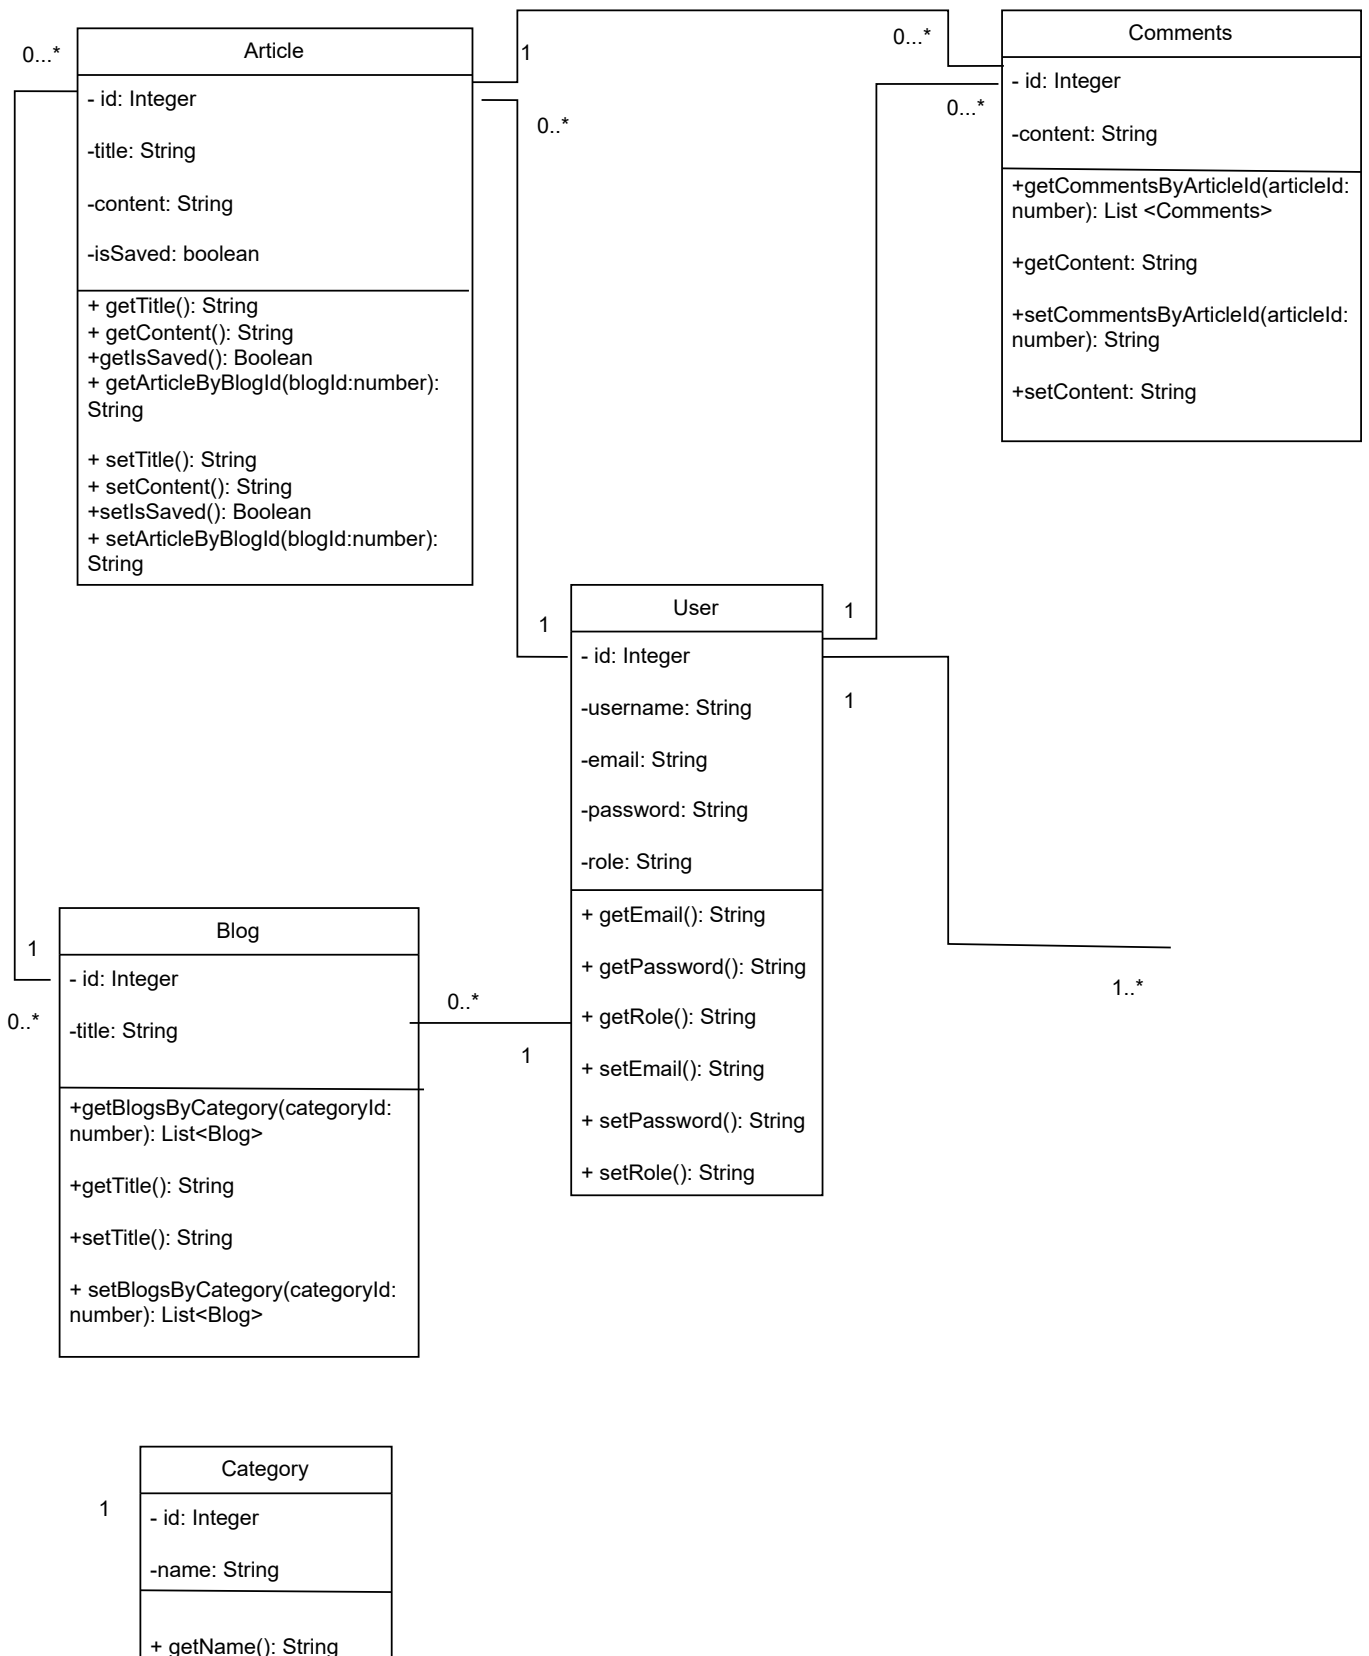 0...*
Article
- id: Integer
-title: String
-content: String
-isSaved: boolean
+ getTitle(): String
+ getContent(): String
+getIsSaved(): Boolean
+ getArticleByBlogId(blogId:number):
String
+ setTitle(): String
+ setContent(): String
+setIsSaved(): Boolean
+ setArticleByBlogId(blogId:number):
String
1
0..*
0...*
0...*
Comments
- id: Integer
-content: String
+getCommentsByArticleId(articleId:
number): List <Comments>
+getContent: String
+setCommentsByArticleId(articleId:
number): String
+setContent: String
1
User
- id: Integer
-username: String
-email: String
-password: String
-role: String
+ getEmail(): String
+ getPassword(): String
+ getRole(): String
+ setEmail(): String
+ setPassword(): String
+ setRole(): String
1
1
1..*
1
0..*
Blog
- id: Integer
-title: String
+getBlogsByCategory(categoryId:
number): List<Blog>
+getTitle(): String
+setTitle(): String
+ setBlogsByCategory(categoryId:
number): List<Blog>
0..*
1
1
Category
- id: Integer
-name: String
+ getName(): String